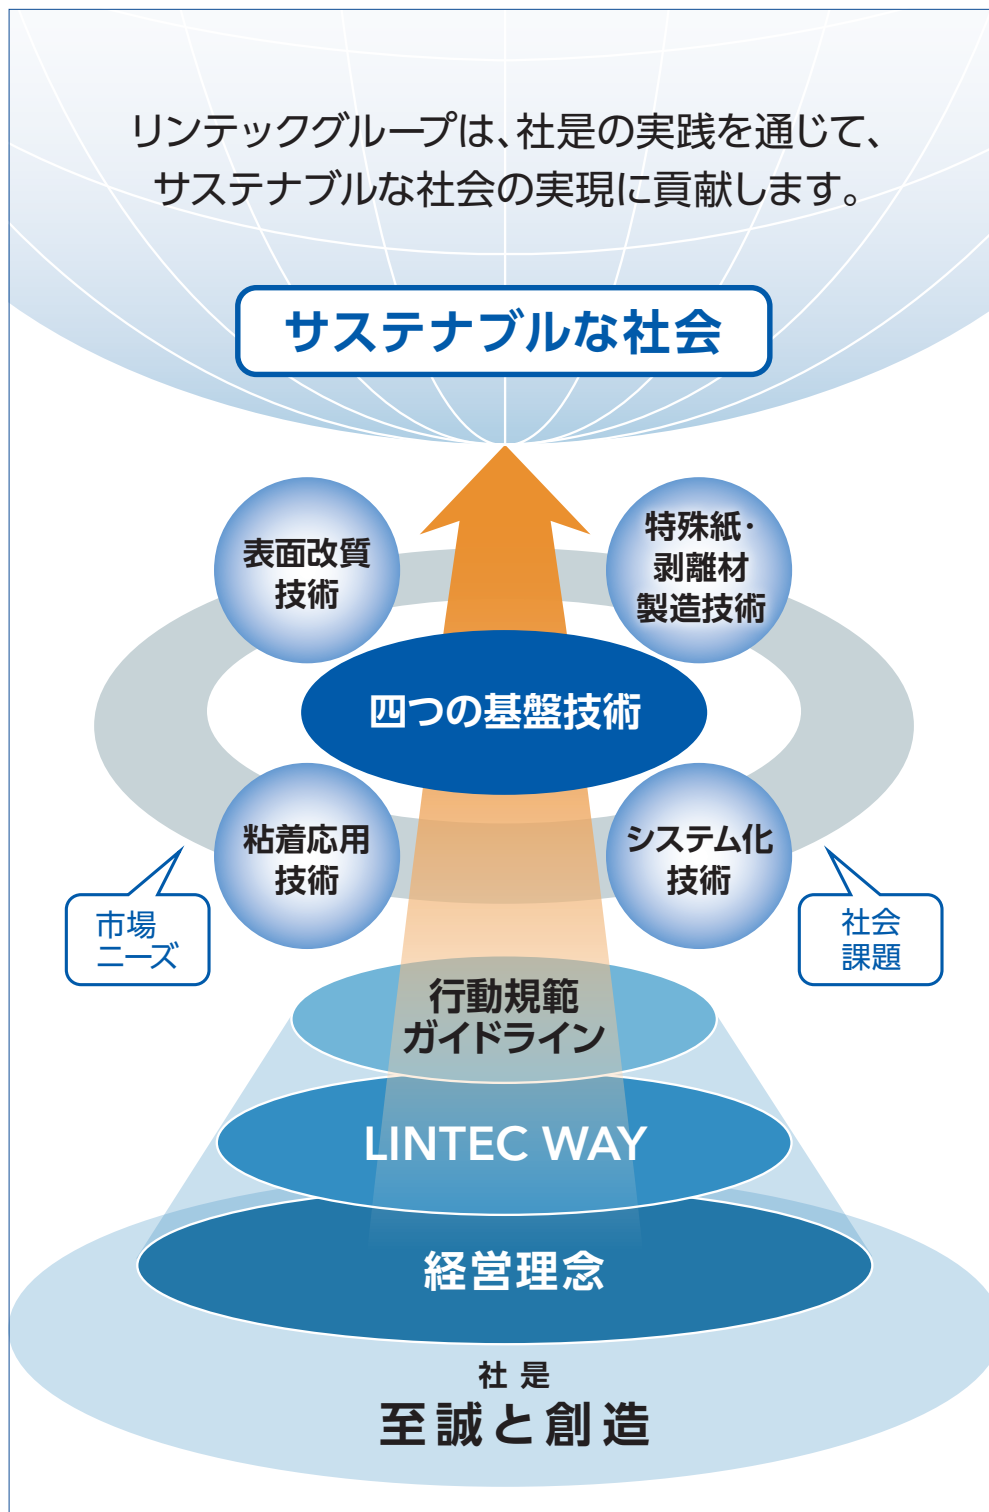 リンテックグループは、社是の実践を通じて、
サステナブルな社会の実現に貢献します。
サステナブルな社会
表面改質
技術
特殊紙・
剥離材
製造技術
四つの基盤技術
粘着応用
技術
システム化
技術
市場
ニーズ
社会
課題
行動規範
ガイドライン
LINTEC WAY
経営理念
社是
至誠と創造